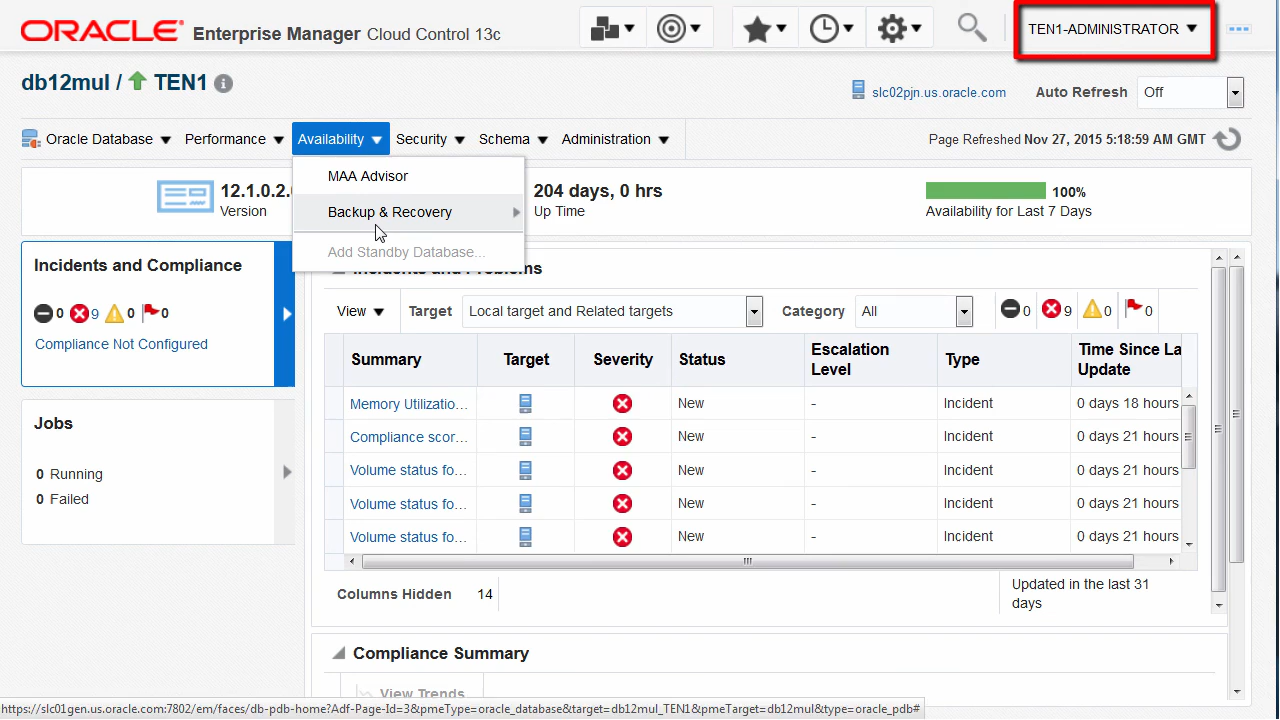 ORACLE® Enterprise Manager Cloud Control 13c
TEN1-ADMINISTRATOR
db12mul / TEN1
slc02pjn.us.oracle.com
Auto Refresh Off
Oracle Database Performance Availability Security Schema Administration
Page Refreshed Nov 27, 2015 5:18:59 AM GMT
MAA Advisor
Backup & Recovery
Add Standby Database...
12.1.0.2.
Version
204 days, 0 hrs
Up Time
100%
Availability for Last 7 Days
Incidents and Compliance
0 9 0 0
Compliance Not Configured
Jobs
0 Running
0 Failed
Incidents and Problems
View Target Local target and Related targets Category All 0 9 0 0
Summary Target Severity Status Escalation Level Type Time Since La Update
Memory Utilizatio... New - Incident 0 days 18 hours
Compliance scor... New - Incident 0 days 21 hours
Volume status fo... New - Incident 0 days 21 hours
Volume status fo... New - Incident 0 days 21 hours
Volume status fo... New - Incident 0 days 21 hours
Columns Hidden 14
Updated in the last 31
days
Compliance Summary
View Trends
https://slc01gen.us.oracle.com:7802/em/faces/db-pdb-home?Adf-Page-Id=3&pmeType=oracle_database&target=db12mul_TEN1&pmeTarget=db12mul&type=oracle_pdb#